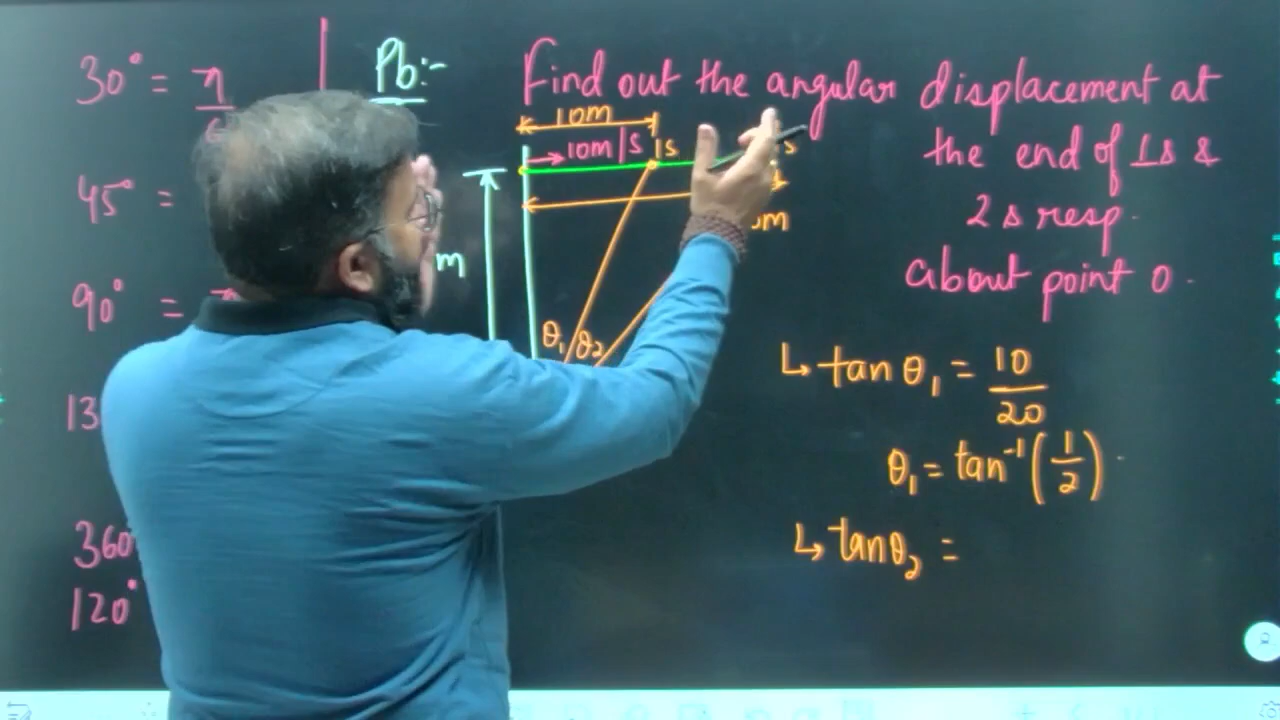 30° = π
45° =
90° =
360
120°
Pb:-
Find out the angular displacement at
the end of 1s &
2s resp.
about point O.
10m
→ 10m/s
1s
s
m
m
θ₁ θ₂
↳ tan θ₁ = 10/20
θ₁ = tan⁻¹(1/2)
↳ tanθ₂ =